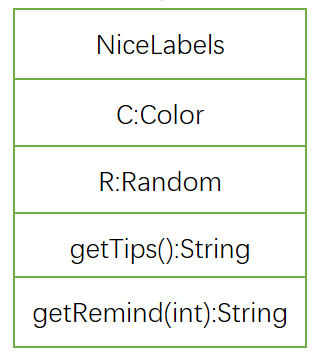 NiceLabels
C:Color
R:Random
getTips():String
getRemind(int):String